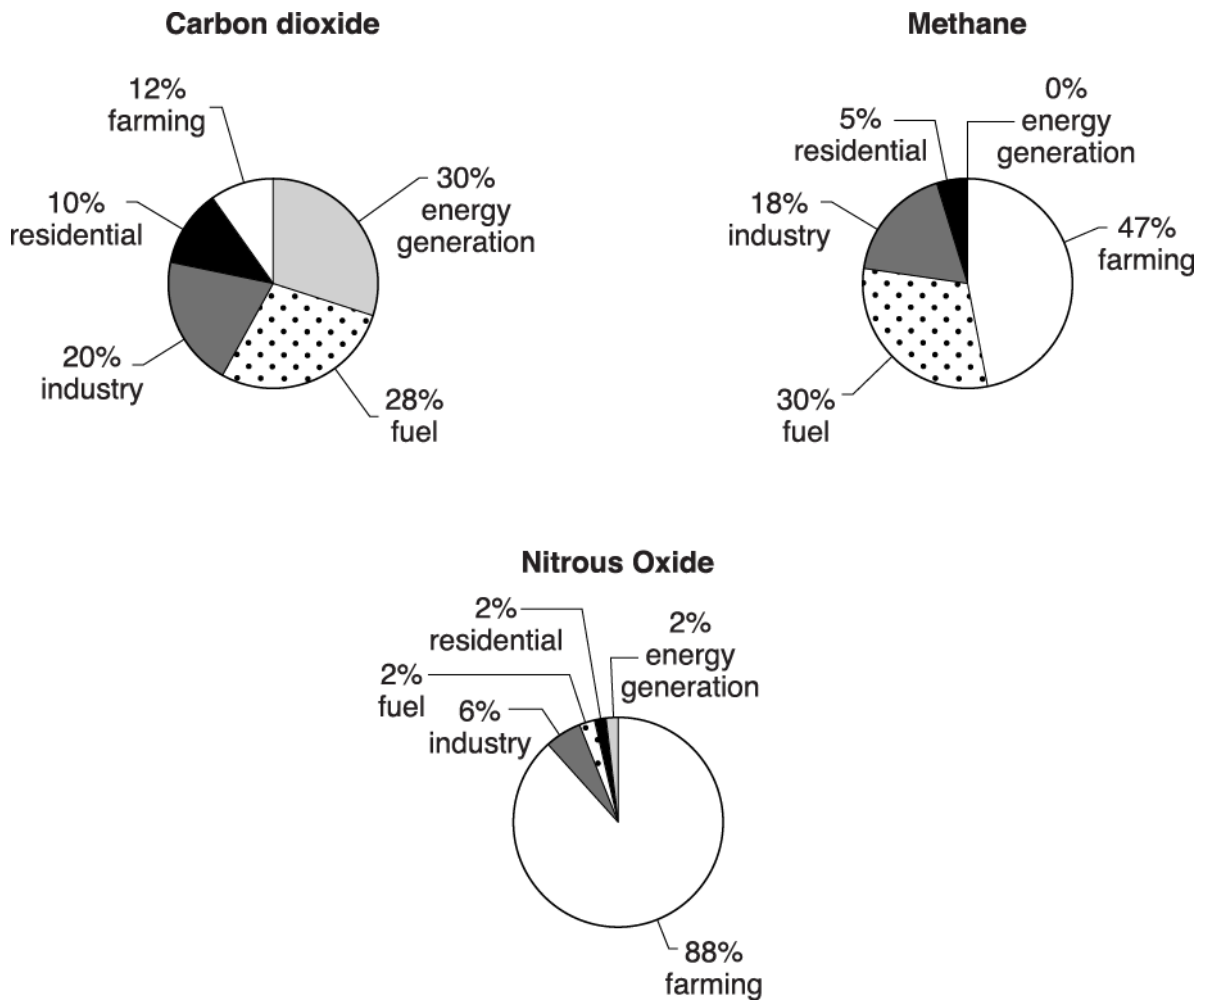 Carbon dioxide
12%
farming
10%
residential
30%
energy
generation
20%
industry
28%
fuel
Methane
0%
energy
generation
5%
residential
18%
industry
47%
farming
30%
fuel
Nitrous Oxide
2%
residential
2%
energy
generation
2%
fuel
6%
industry
88%
farming